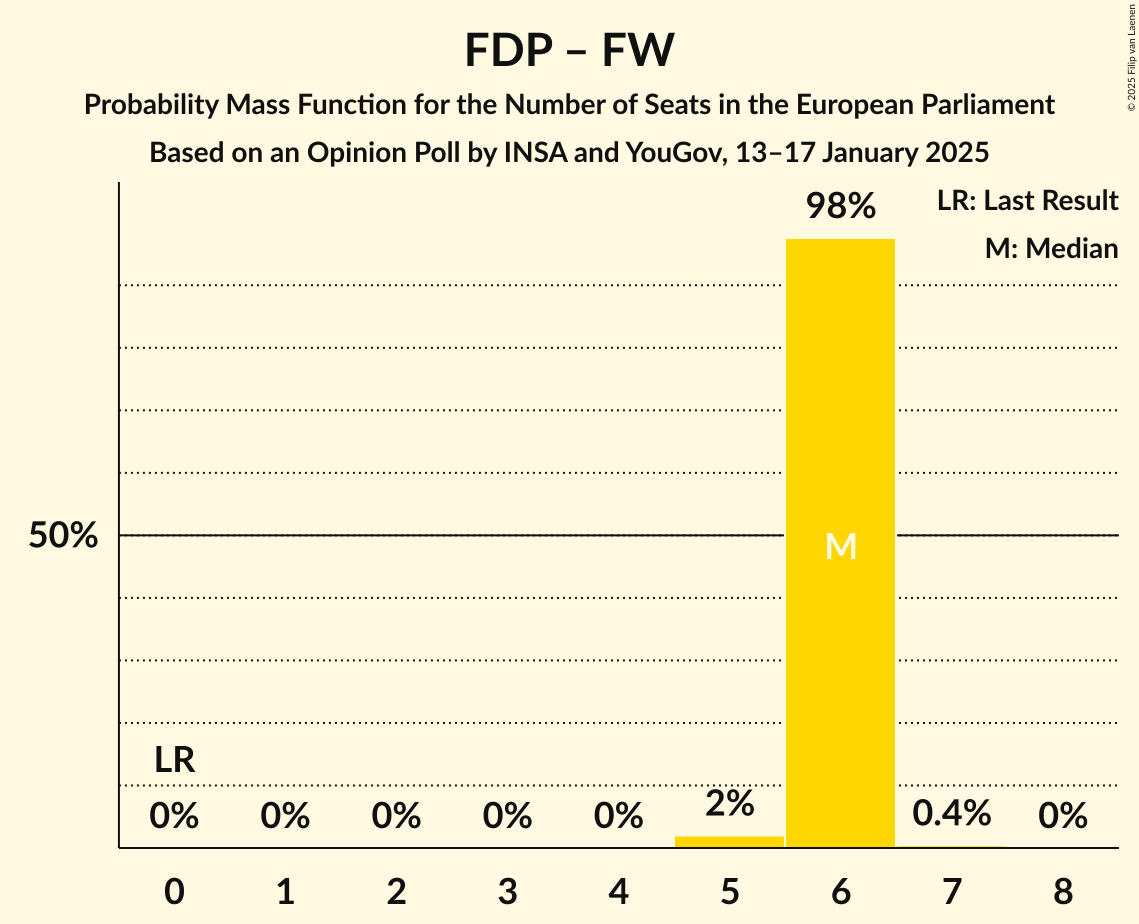 FDP – FW
Probability Mass Function for the Number of Seats in the European Parliament
Based on an Opinion Poll by INSA and YouGov, 13–17 January 2025
© 2025 Filip van Laenen
LR: Last Result
M: Median
98%
50%
M
LR
0% 0% 0% 0% 0% 2% 0.4% 0%
0 1 2 3 4 5 6 7 8